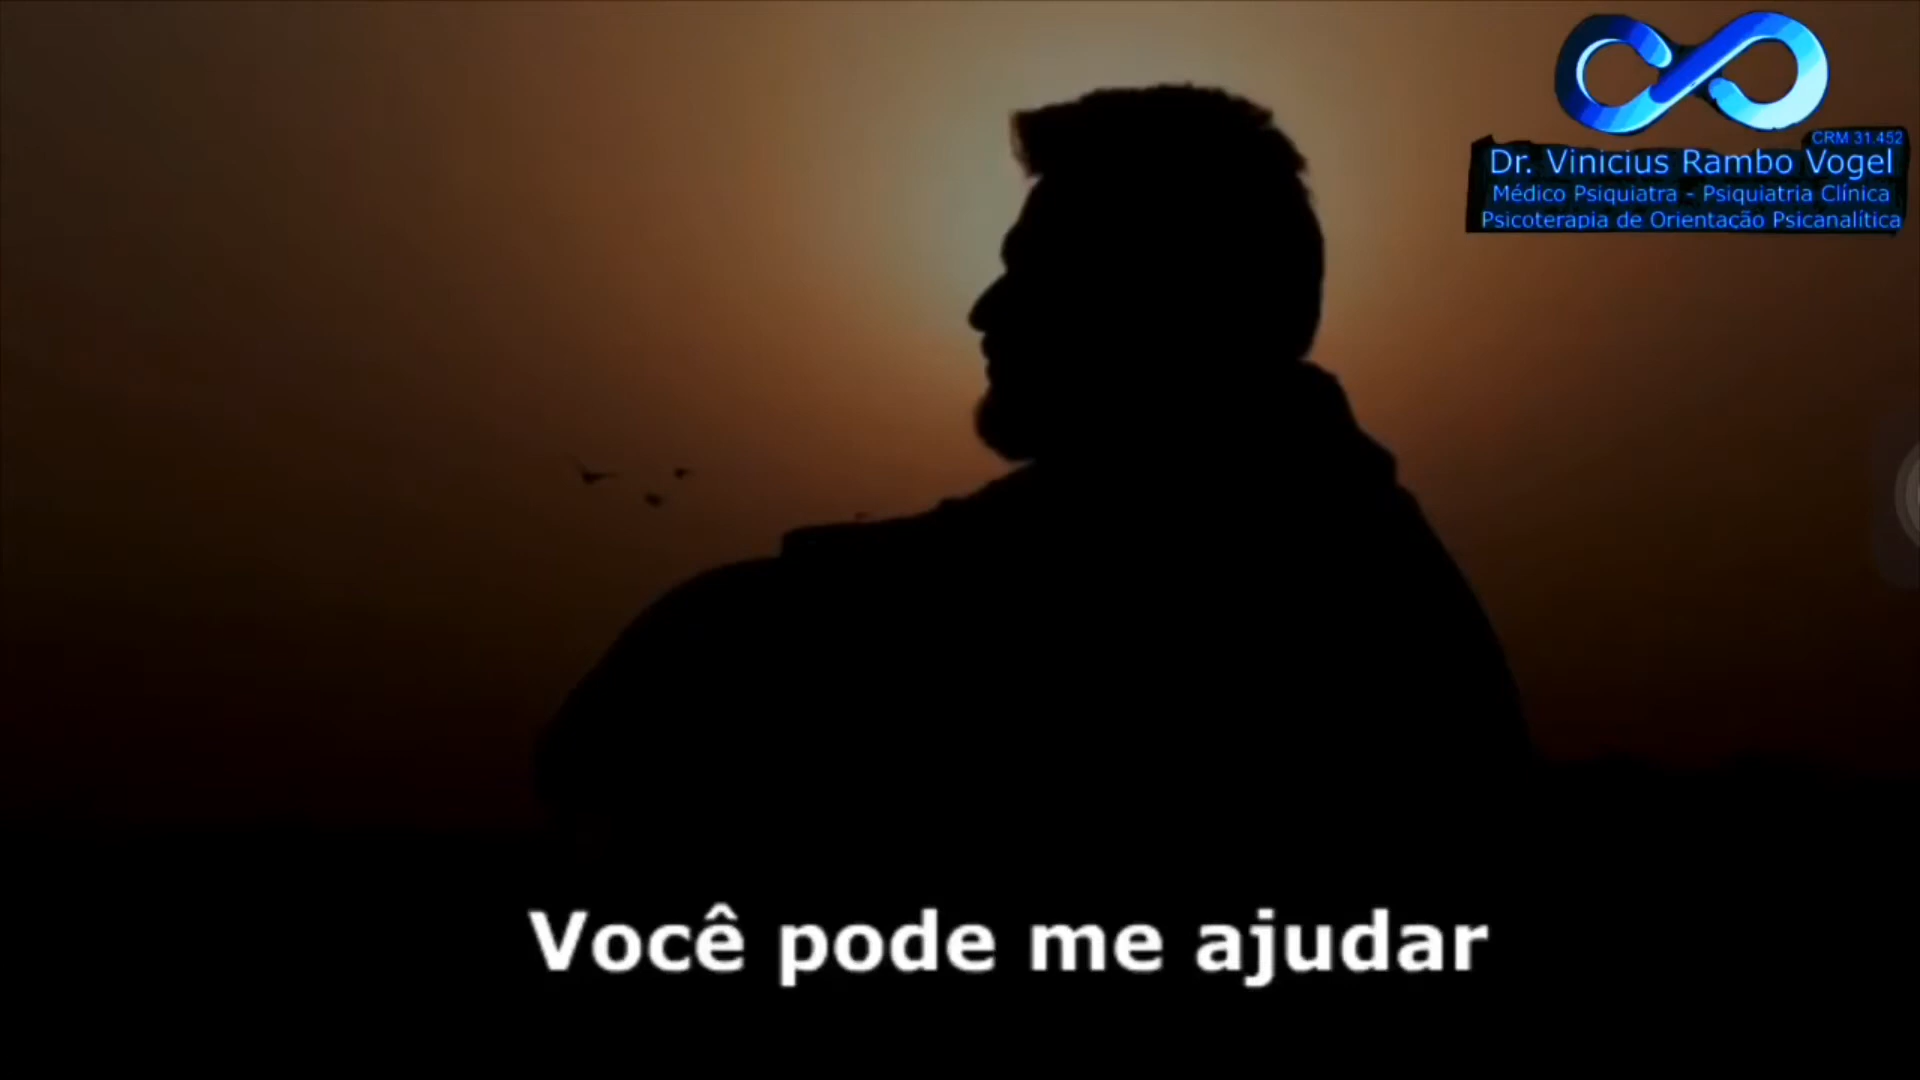 CRM 31.452
Dr. Vinicius Rambo Vogel
Médico Psiquiatra - Psiquiatria Clínica
Psicoterapia de Orientação Psicanalítica
Você pode me ajudar